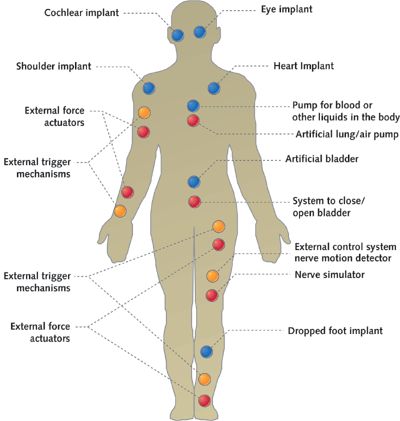 Cochlear implant
Eye implant
Shoulder implant
Heart Implant
External force
actuators
Pump for blood or
other liquids in the body
Artificial lung/air pump
External trigger
mechanisms
Artificial bladder
System to close/
open bladder
External control system
nerve motion detector
External trigger
mechanisms
Nerve simulator
External force
actuators
Dropped foot implant